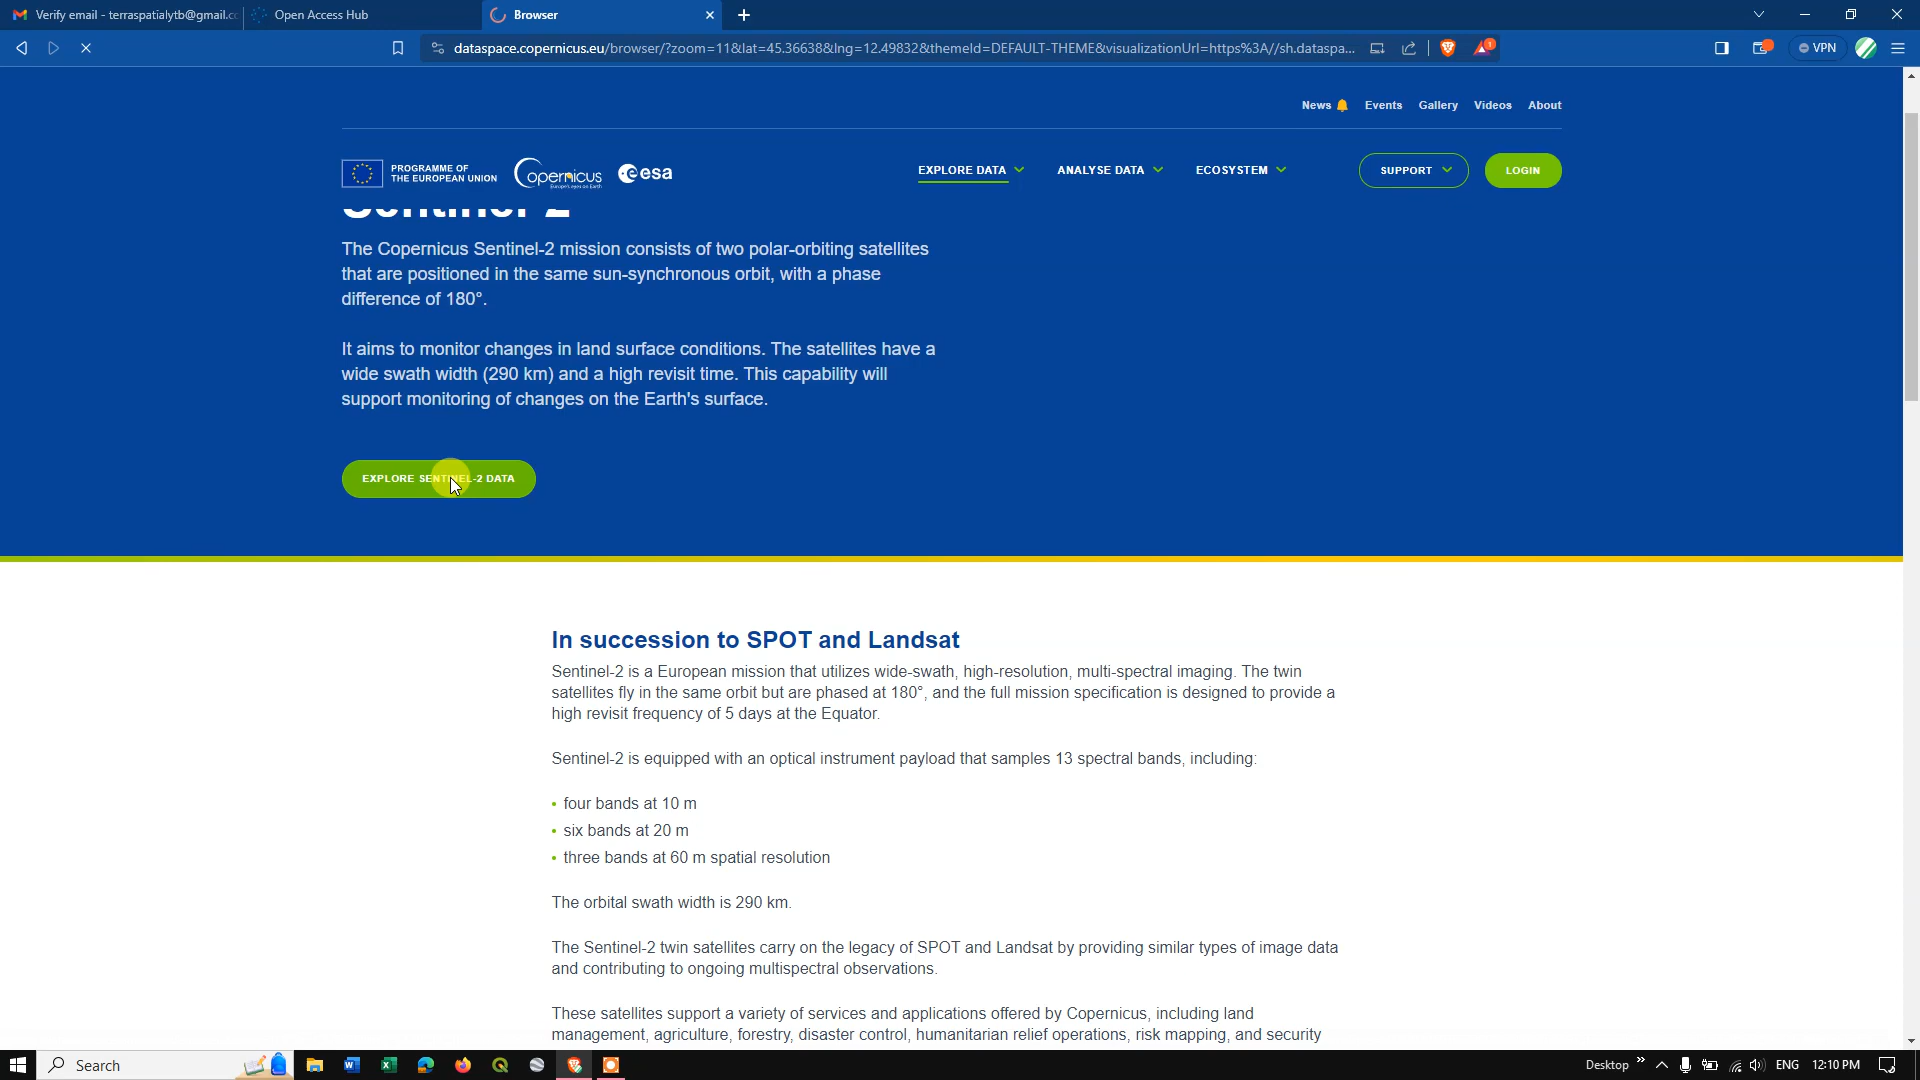 Verify email - terraspatialytb@gmail.c
Open Access Hub
Browser
dataspace.copernicus.eu/browser/?zoom=11&lat=45.36638&lng=12.49832&themeId=DEFAULT-THEME&visualizationUrl=https%3A//sh.dataspa...
1
VPN
News
Events
Gallery
Videos
About
PROGRAMME OF
THE EUROPEAN UNION
opernicus
Europe's eyes on Earth
esa
EXPLORE DATA
ANALYSE DATA
ECOSYSTEM
SUPPORT
LOGIN
Sentinel-2
The Copernicus Sentinel-2 mission consists of two polar-orbiting satellites
that are positioned in the same sun-synchronous orbit, with a phase
difference of 180°.
It aims to monitor changes in land surface conditions. The satellites have a
wide swath width (290 km) and a high revisit time. This capability will
support monitoring of changes on the Earth's surface.
EXPLORE SENTINEL-2 DATA
In succession to SPOT and Landsat
Sentinel-2 is a European mission that utilizes wide-swath, high-resolution, multi-spectral imaging. The twin
satellites fly in the same orbit but are phased at 180°, and the full mission specification is designed to provide a
high revisit frequency of 5 days at the Equator.
Sentinel-2 is equipped with an optical instrument payload that samples 13 spectral bands, including:
• four bands at 10 m
• six bands at 20 m
• three bands at 60 m spatial resolution
The orbital swath width is 290 km.
The Sentinel-2 twin satellites carry on the legacy of SPOT and Landsat by providing similar types of image data
and contributing to ongoing multispectral observations.
These satellites support a variety of services and applications offered by Copernicus, including land
management, agriculture, forestry, disaster control, humanitarian relief operations, risk mapping, and security
Search
Desktop
ENG
12:10 PM